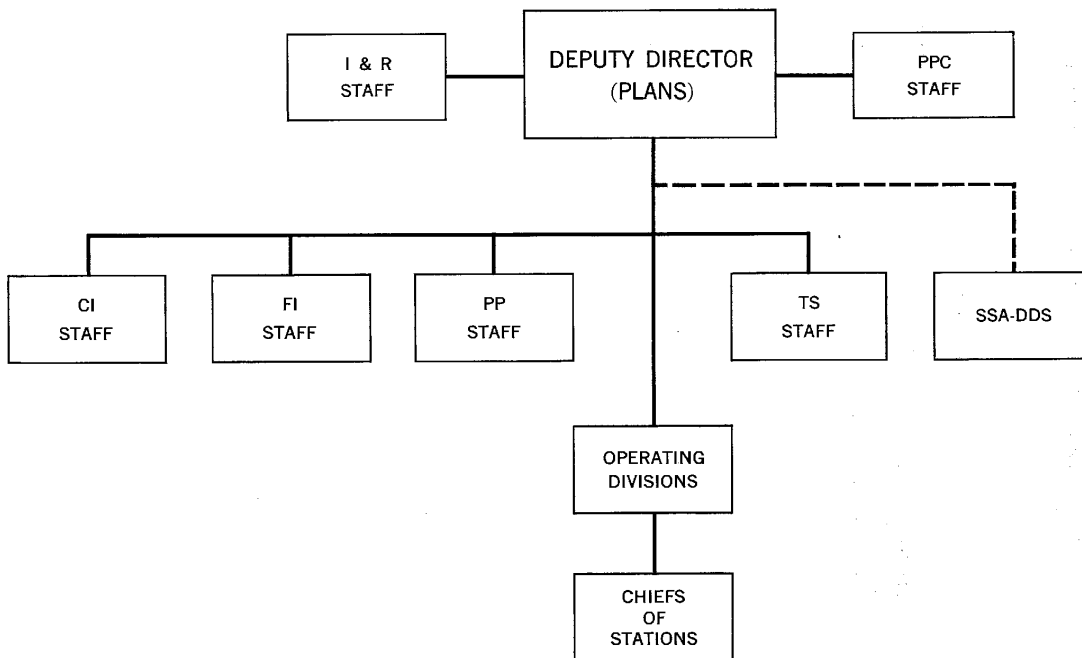 I & R
STAFF
DEPUTY DIRECTOR
(PLANS)
PPC
STAFF
CI
STAFF
FI
STAFF
PP
STAFF
TS
STAFF
SSA-DDS
OPERATING
DIVISIONS
CHIEFS
OF
STATIONS